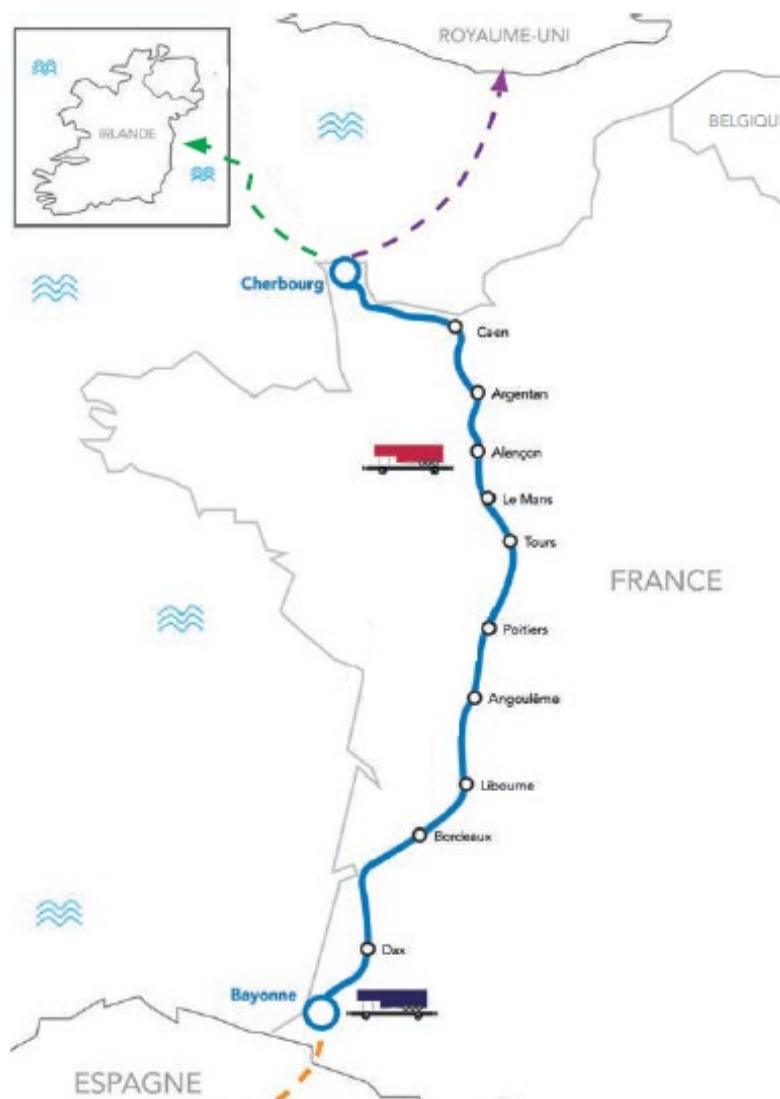 ROYAUME-UNI
IRLANDE
BELGIQU
Cherbourg
Caen
Argentan
Alençon
Le Mans
Tours
FRANCE
Poitiers
Angoulême
Libourne
Bordeaux
Dax
Bayonne
ESPAGNE